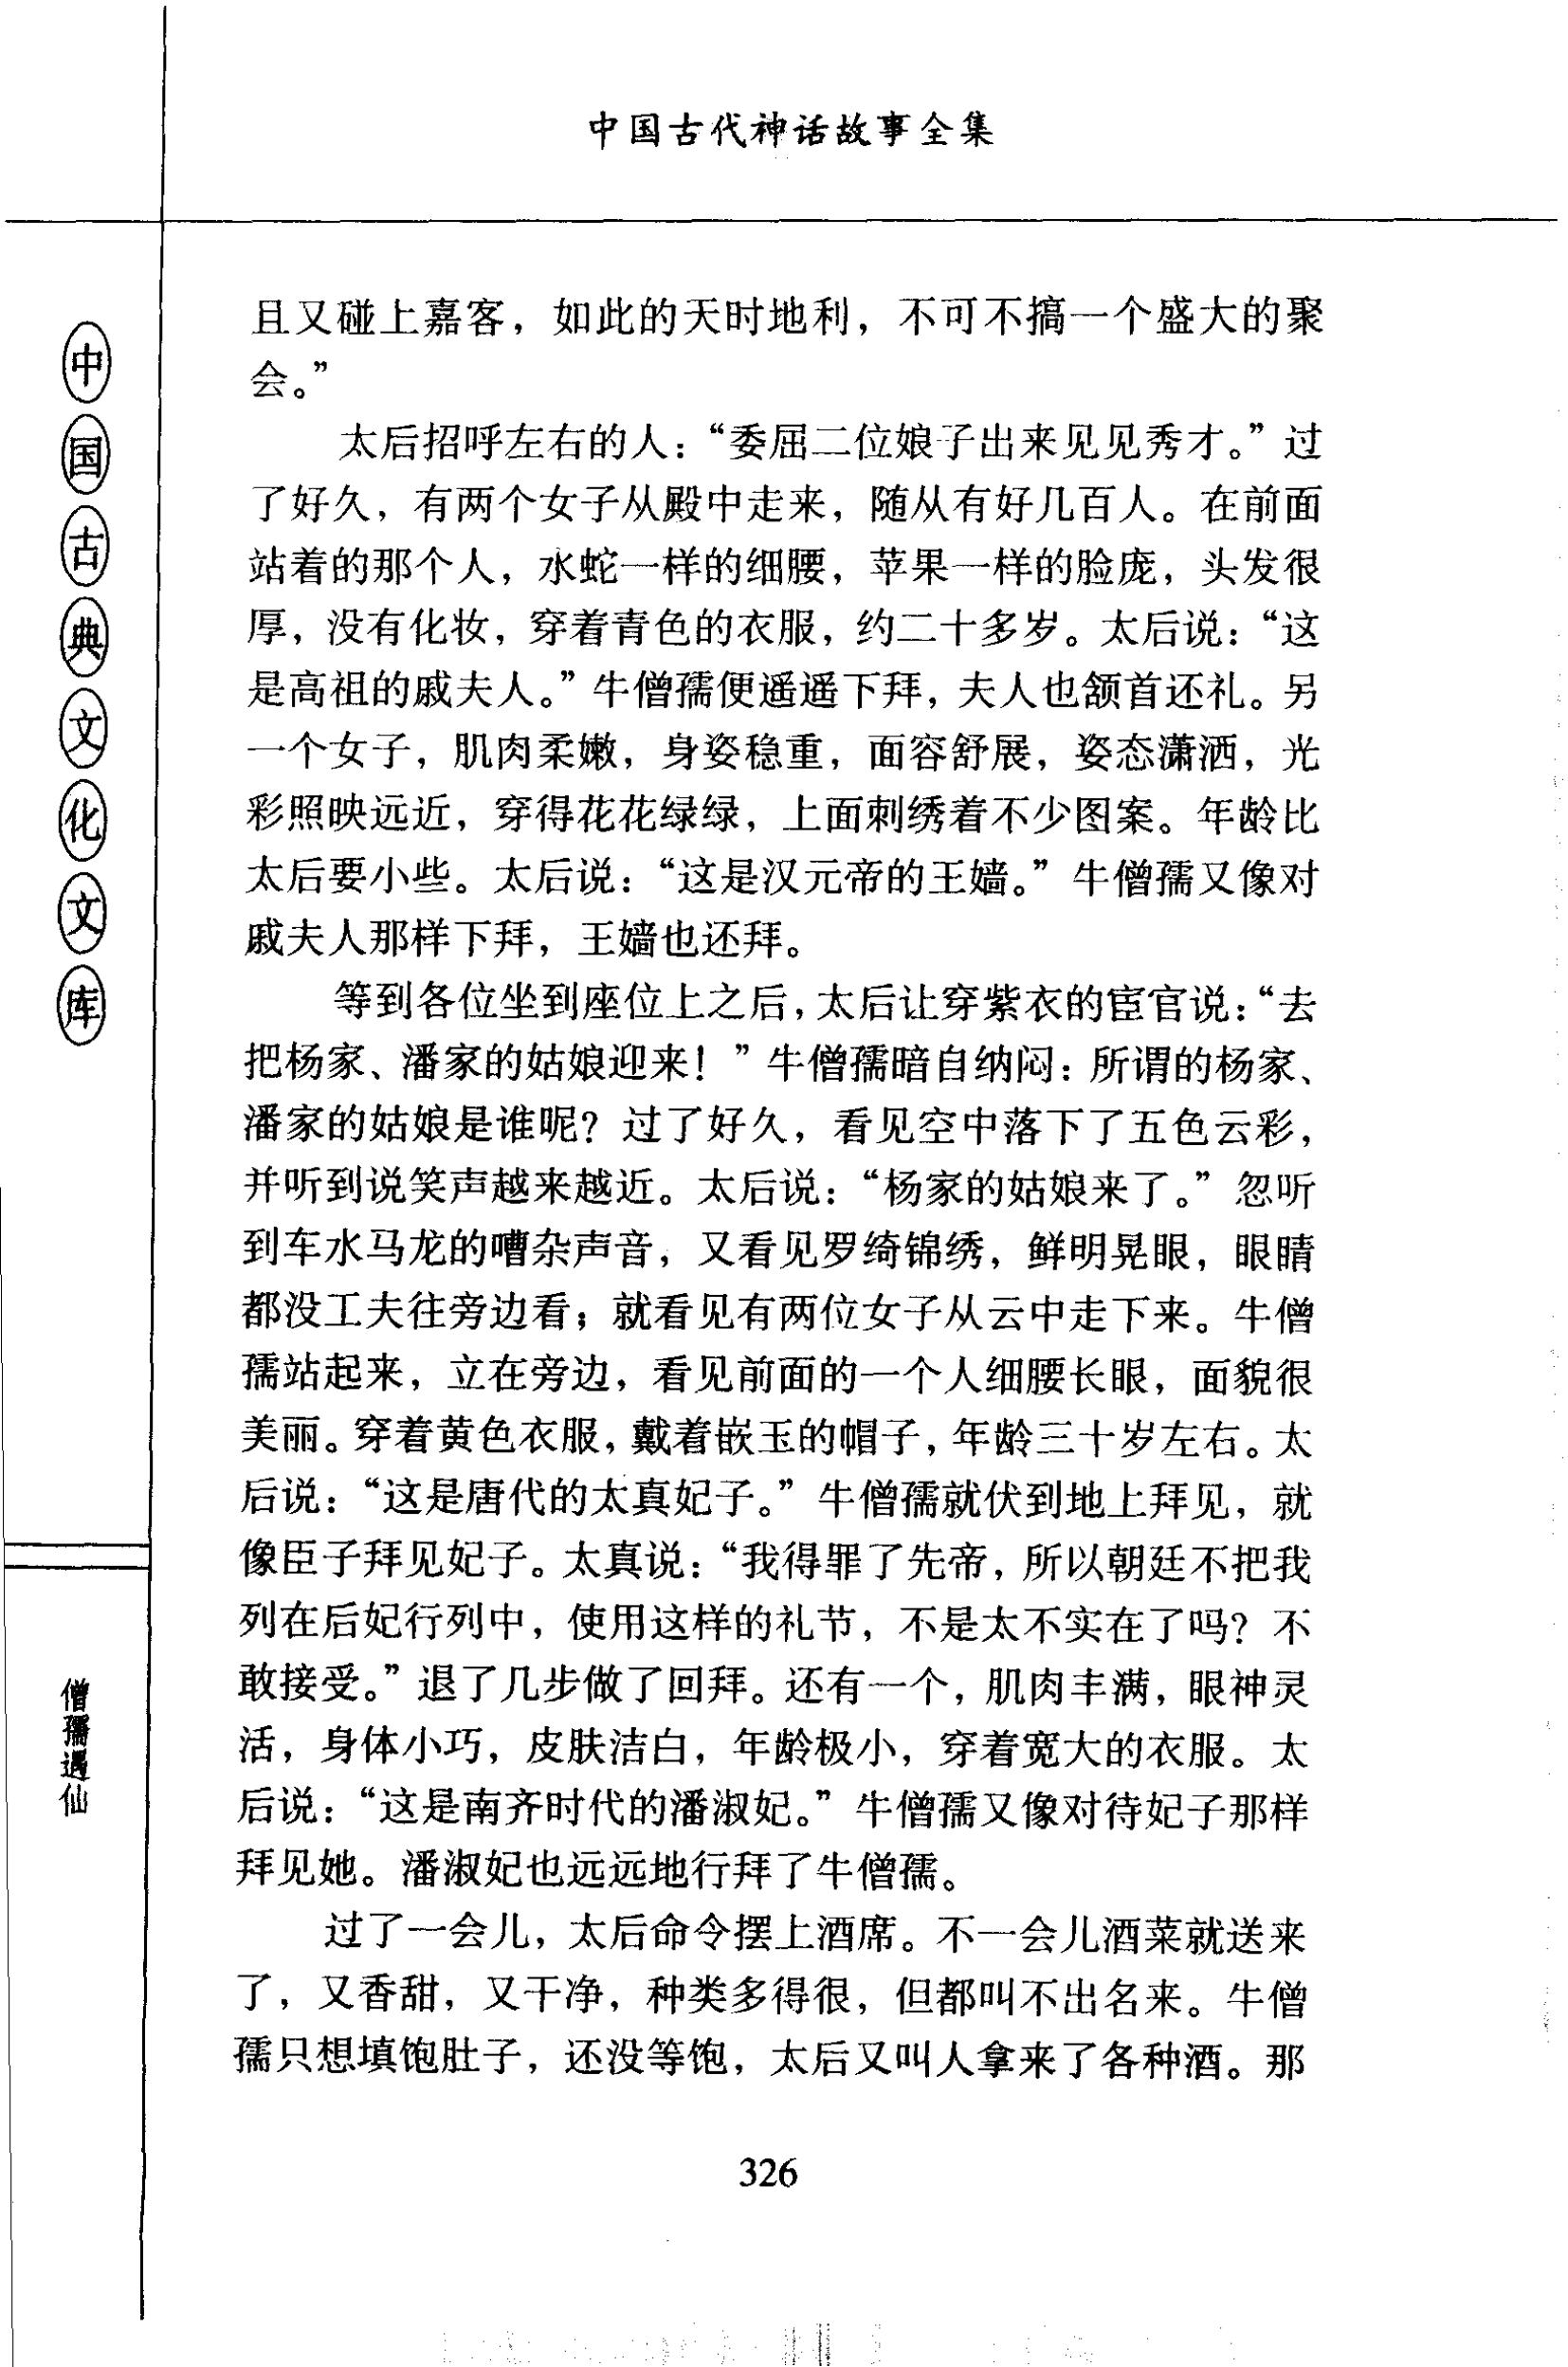 中国古代神话故事全集
中国古典文化文库
且又碰上嘉客，如此的天时地利，不可不搞一个盛大的聚
会。”
太后招呼左右的人：“委屈二位娘子出来见见秀才。”过
了好久，有两个女子从殿中走来，随从有好几百人。在前面
站着的那个人，水蛇一样的细腰，苹果一样的脸庞，头发很
厚，没有化妆，穿着青色的衣服，约二十多岁。太后说：“这
是高祖的戚夫人。”牛僧孺便遥遥下拜，夫人也颔首还礼。另
一个女子，肌肉柔嫩，身姿稳重，面容舒展，姿态潇洒，光
彩照映远近，穿得花花绿绿，上面刺绣着不少图案。年龄比
太后要小些。太后说：“这是汉元帝的王嫱。”牛僧孺又像对
戚夫人那样下拜，王嫱也还拜。
等到各位坐到座位上之后，太后让穿紫衣的宦官说：“去
把杨家、潘家的姑娘迎来！”牛僧孺暗自纳闷：所谓的杨家、
潘家的姑娘是谁呢？过了好久，看见空中落下了五色云彩，
并听到说笑声越来越近。太后说：“杨家的姑娘来了。”忽听
到车水马龙的嘈杂声音，又看见罗绮锦绣，鲜明晃眼，眼睛
都没工夫往旁边看；就看见有两位女子从云中走下来。牛僧
孺站起来，立在旁边，看见前面的一个人细腰长眼，面貌很
美丽。穿着黄色衣服，戴着嵌玉的帽子，年龄三十岁左右。太
后说：“这是唐代的太真妃子。”牛僧孺就伏到地上拜见，就
像臣子拜见妃子。太真说：“我得罪了先帝，所以朝廷不把我
列在后妃行列中，使用这样的礼节，不是太不实在了吗？不
敢接受。”退了几步做了回拜。还有一个，肌肉丰满，眼神灵
活，身体小巧，皮肤洁白，年龄极小，穿着宽大的衣服。太
后说：“这是南齐时代的潘淑妃。”牛僧孺又像对待妃子那样
拜见她。潘淑妃也远远地行拜了牛僧孺。
过了一会儿，太后命令摆上酒席。不一会儿酒菜就送来
了，又香甜，又干净，种类多得很，但都叫不出名来。牛僧
孺只想填饱肚子，还没等饱，太后又叫人拿来了各种酒。那
僧孺遇仙
326